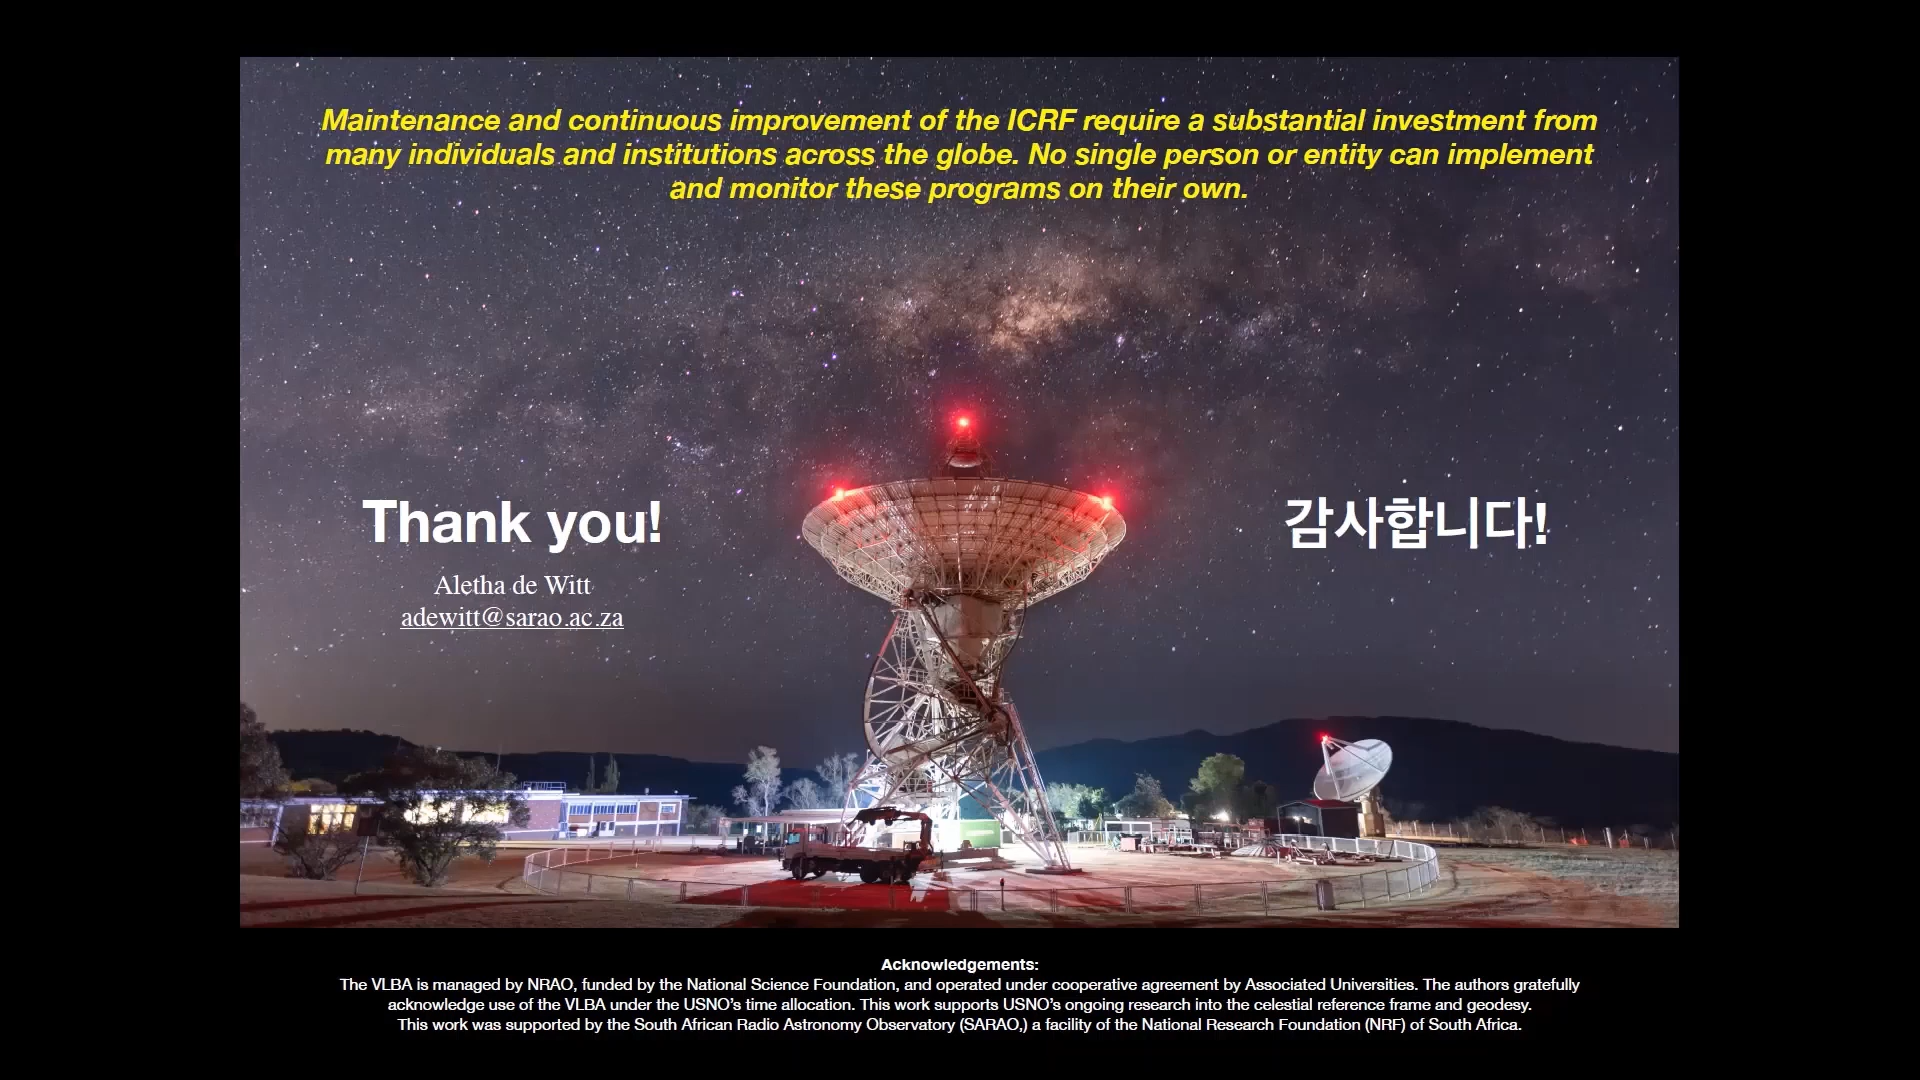 Maintenance and continuous improvement of the ICRF require a substantial investment from
many individuals and institutions across the globe. No single person or entity can implement
and monitor these programs on their own.
Thank you!
감사합니다!
Aletha de Witt
adewitt@sarao.ac.za
Acknowledgements:
The VLBA is managed by NRAO, funded by the National Science Foundation, and operated under cooperative agreement by Associated Universities. The authors gratefully
acknowledge use of the VLBA under the USNO’s time allocation. This work supports USNO’s ongoing research into the celestial reference frame and geodesy.
This work was supported by the South African Radio Astronomy Observatory (SARAO,) a facility of the National Research Foundation (NRF) of South Africa.